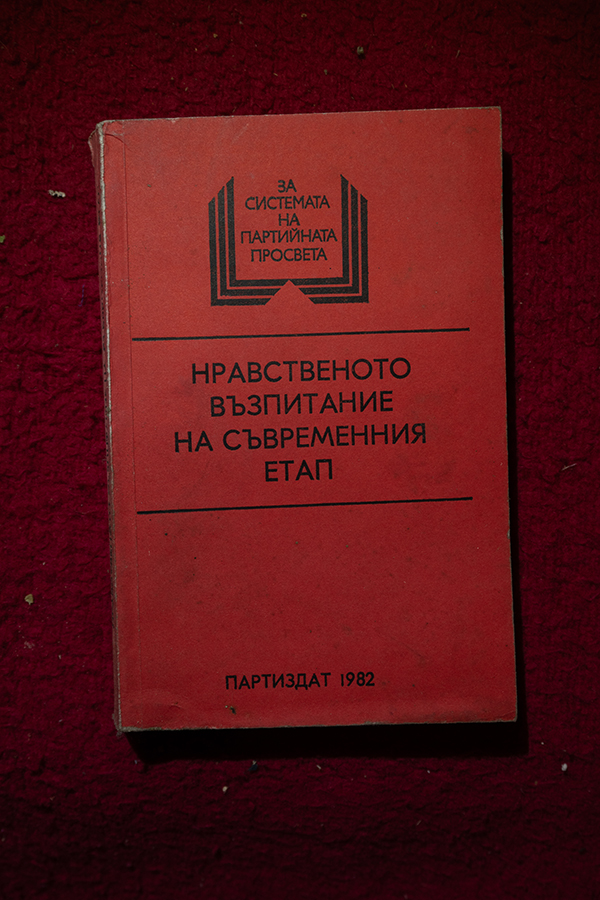 ЗА
СИСТЕМАТА
НА
ПАРТИЙНАТА
ПРОСВЕТА
НРАВСТВЕНОТО
ВЪЗПИТАНИЕ
НА СЪВРЕМЕННИЯ
ЕТАП
ПАРТИЗДАТ 1982